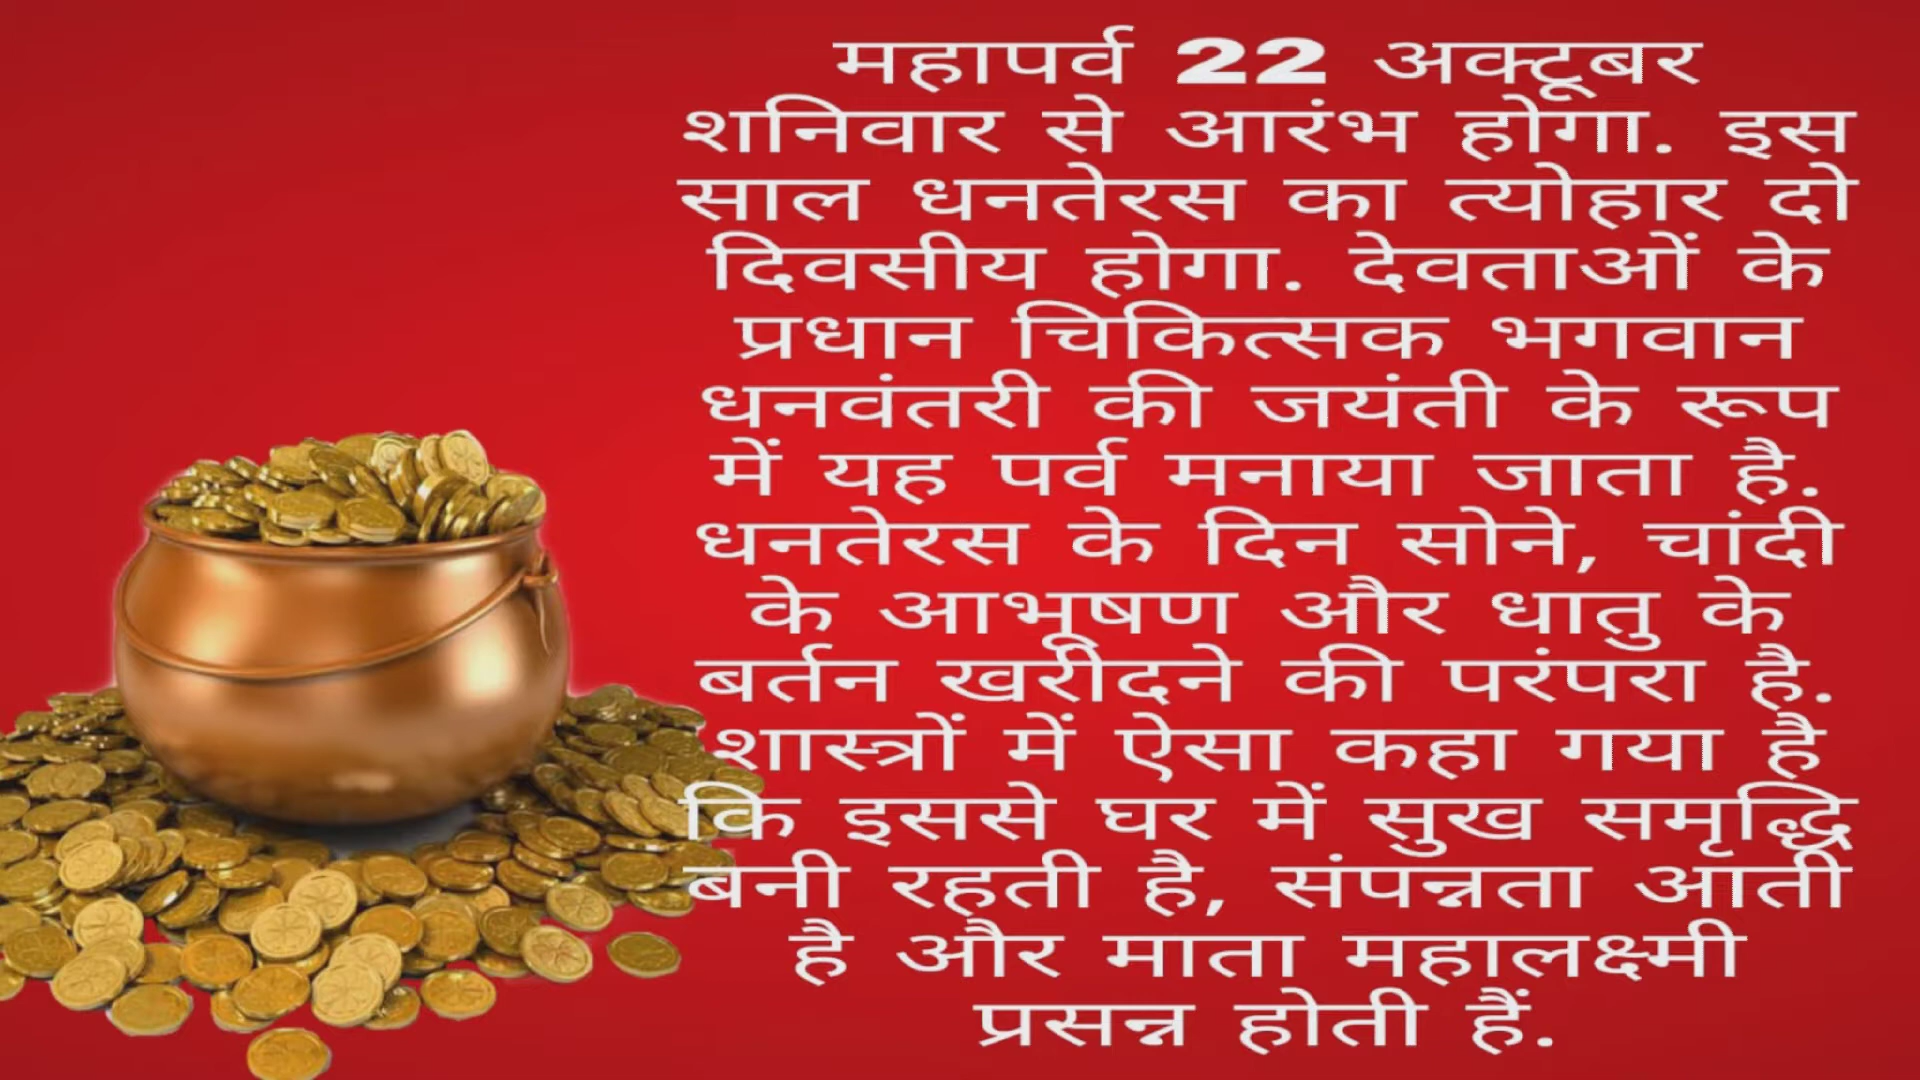 महापर्व 22 अक्टूबर
शनिवार से आरंभ होगा. इस
साल धनतेरस का त्योहार दो
दिवसीय होगा. देवताओं के
प्रधान चिकित्सक भगवान
धनवंतरी की जयंती के रूप
में यह पर्व मनाया जाता है.
धनतेरस के दिन सोने, चांदी
के आभूषण और धातु के
बर्तन खरीदने की परंपरा है.
शास्त्रों में ऐसा कहा गया है
कि इससे घर में सुख समृद्धि
बनी रहती है, संपन्नता आती
है और माता महालक्ष्मी
प्रसन्न होती हैं.